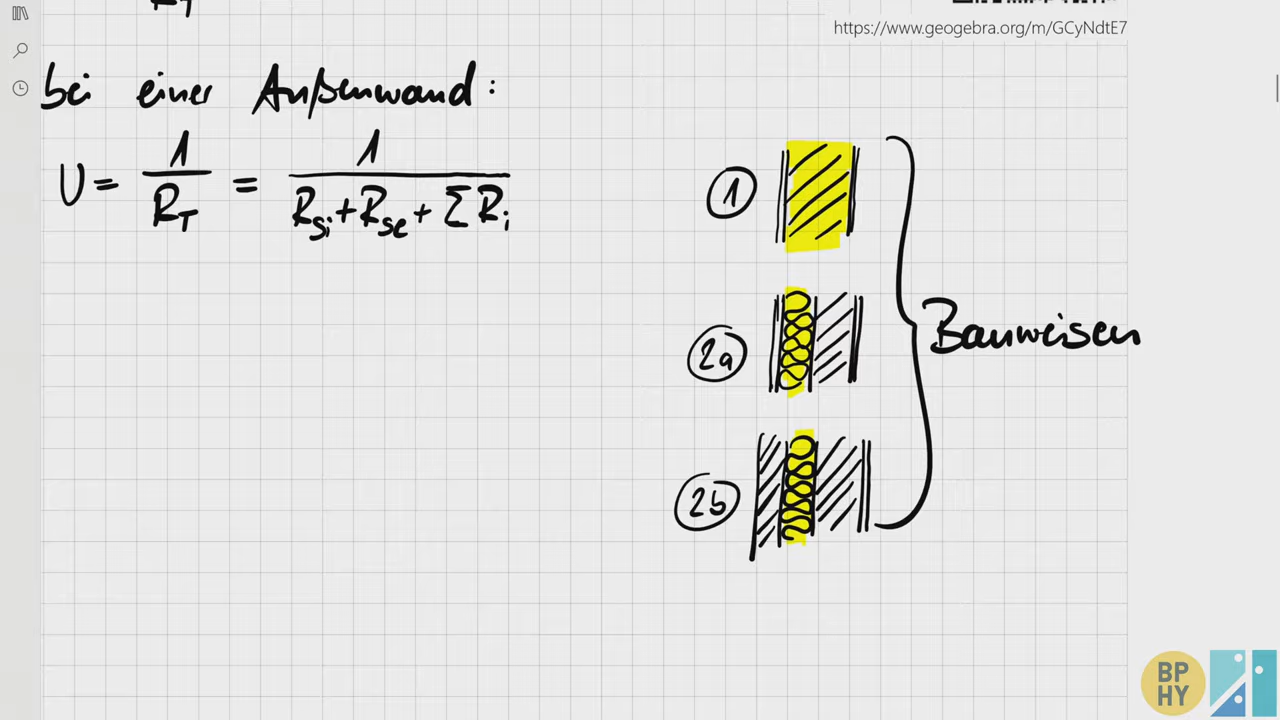 https://www.geogebra.org/m/GCyNdtE7
bei einer Außenwand:
U = 1/R_T = 1/(R_si + R_se + Σ R_i)
1
2a
Bauweisen
2b
BP
HY